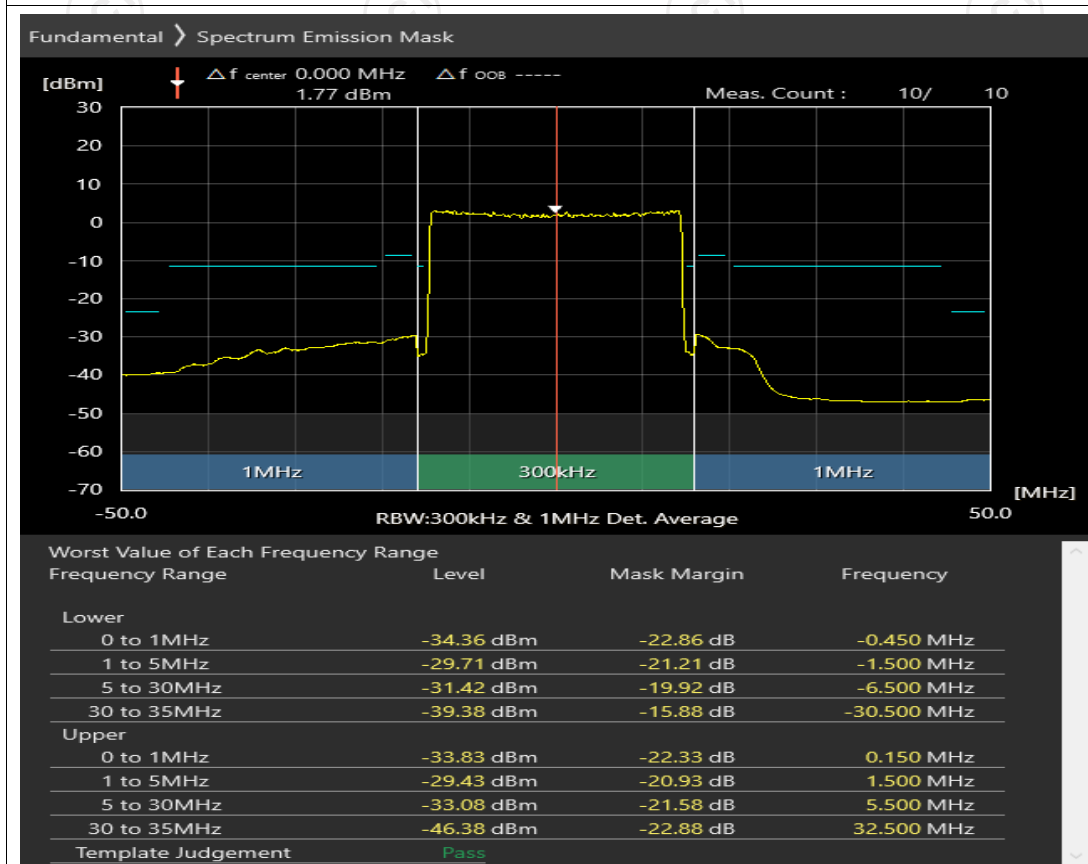 Fundamental ❯ Spectrum Emission Mask
[dBm] Δf center 0.000 MHz Δf OOB -----
1.77 dBm Meas. Count : 10/ 10
30
20
10
0
-10
-20
-30
-40
-50
-60
1MHz 300kHz 1MHz
-70
[MHz]
-50.0 RBW:300kHz & 1MHz Det. Average 50.0
Worst Value of Each Frequency Range
Frequency Range Level Mask Margin Frequency
Lower
0 to 1MHz -34.36 dBm -22.86 dB -0.450 MHz
1 to 5MHz -29.71 dBm -21.21 dB -1.500 MHz
5 to 30MHz -31.42 dBm -19.92 dB -6.500 MHz
30 to 35MHz -39.38 dBm -15.88 dB -30.500 MHz
Upper
0 to 1MHz -33.83 dBm -22.33 dB 0.150 MHz
1 to 5MHz -29.43 dBm -20.93 dB 1.500 MHz
5 to 30MHz -33.08 dBm -21.58 dB 5.500 MHz
30 to 35MHz -46.38 dBm -22.88 dB 32.500 MHz
Template Judgement Pass